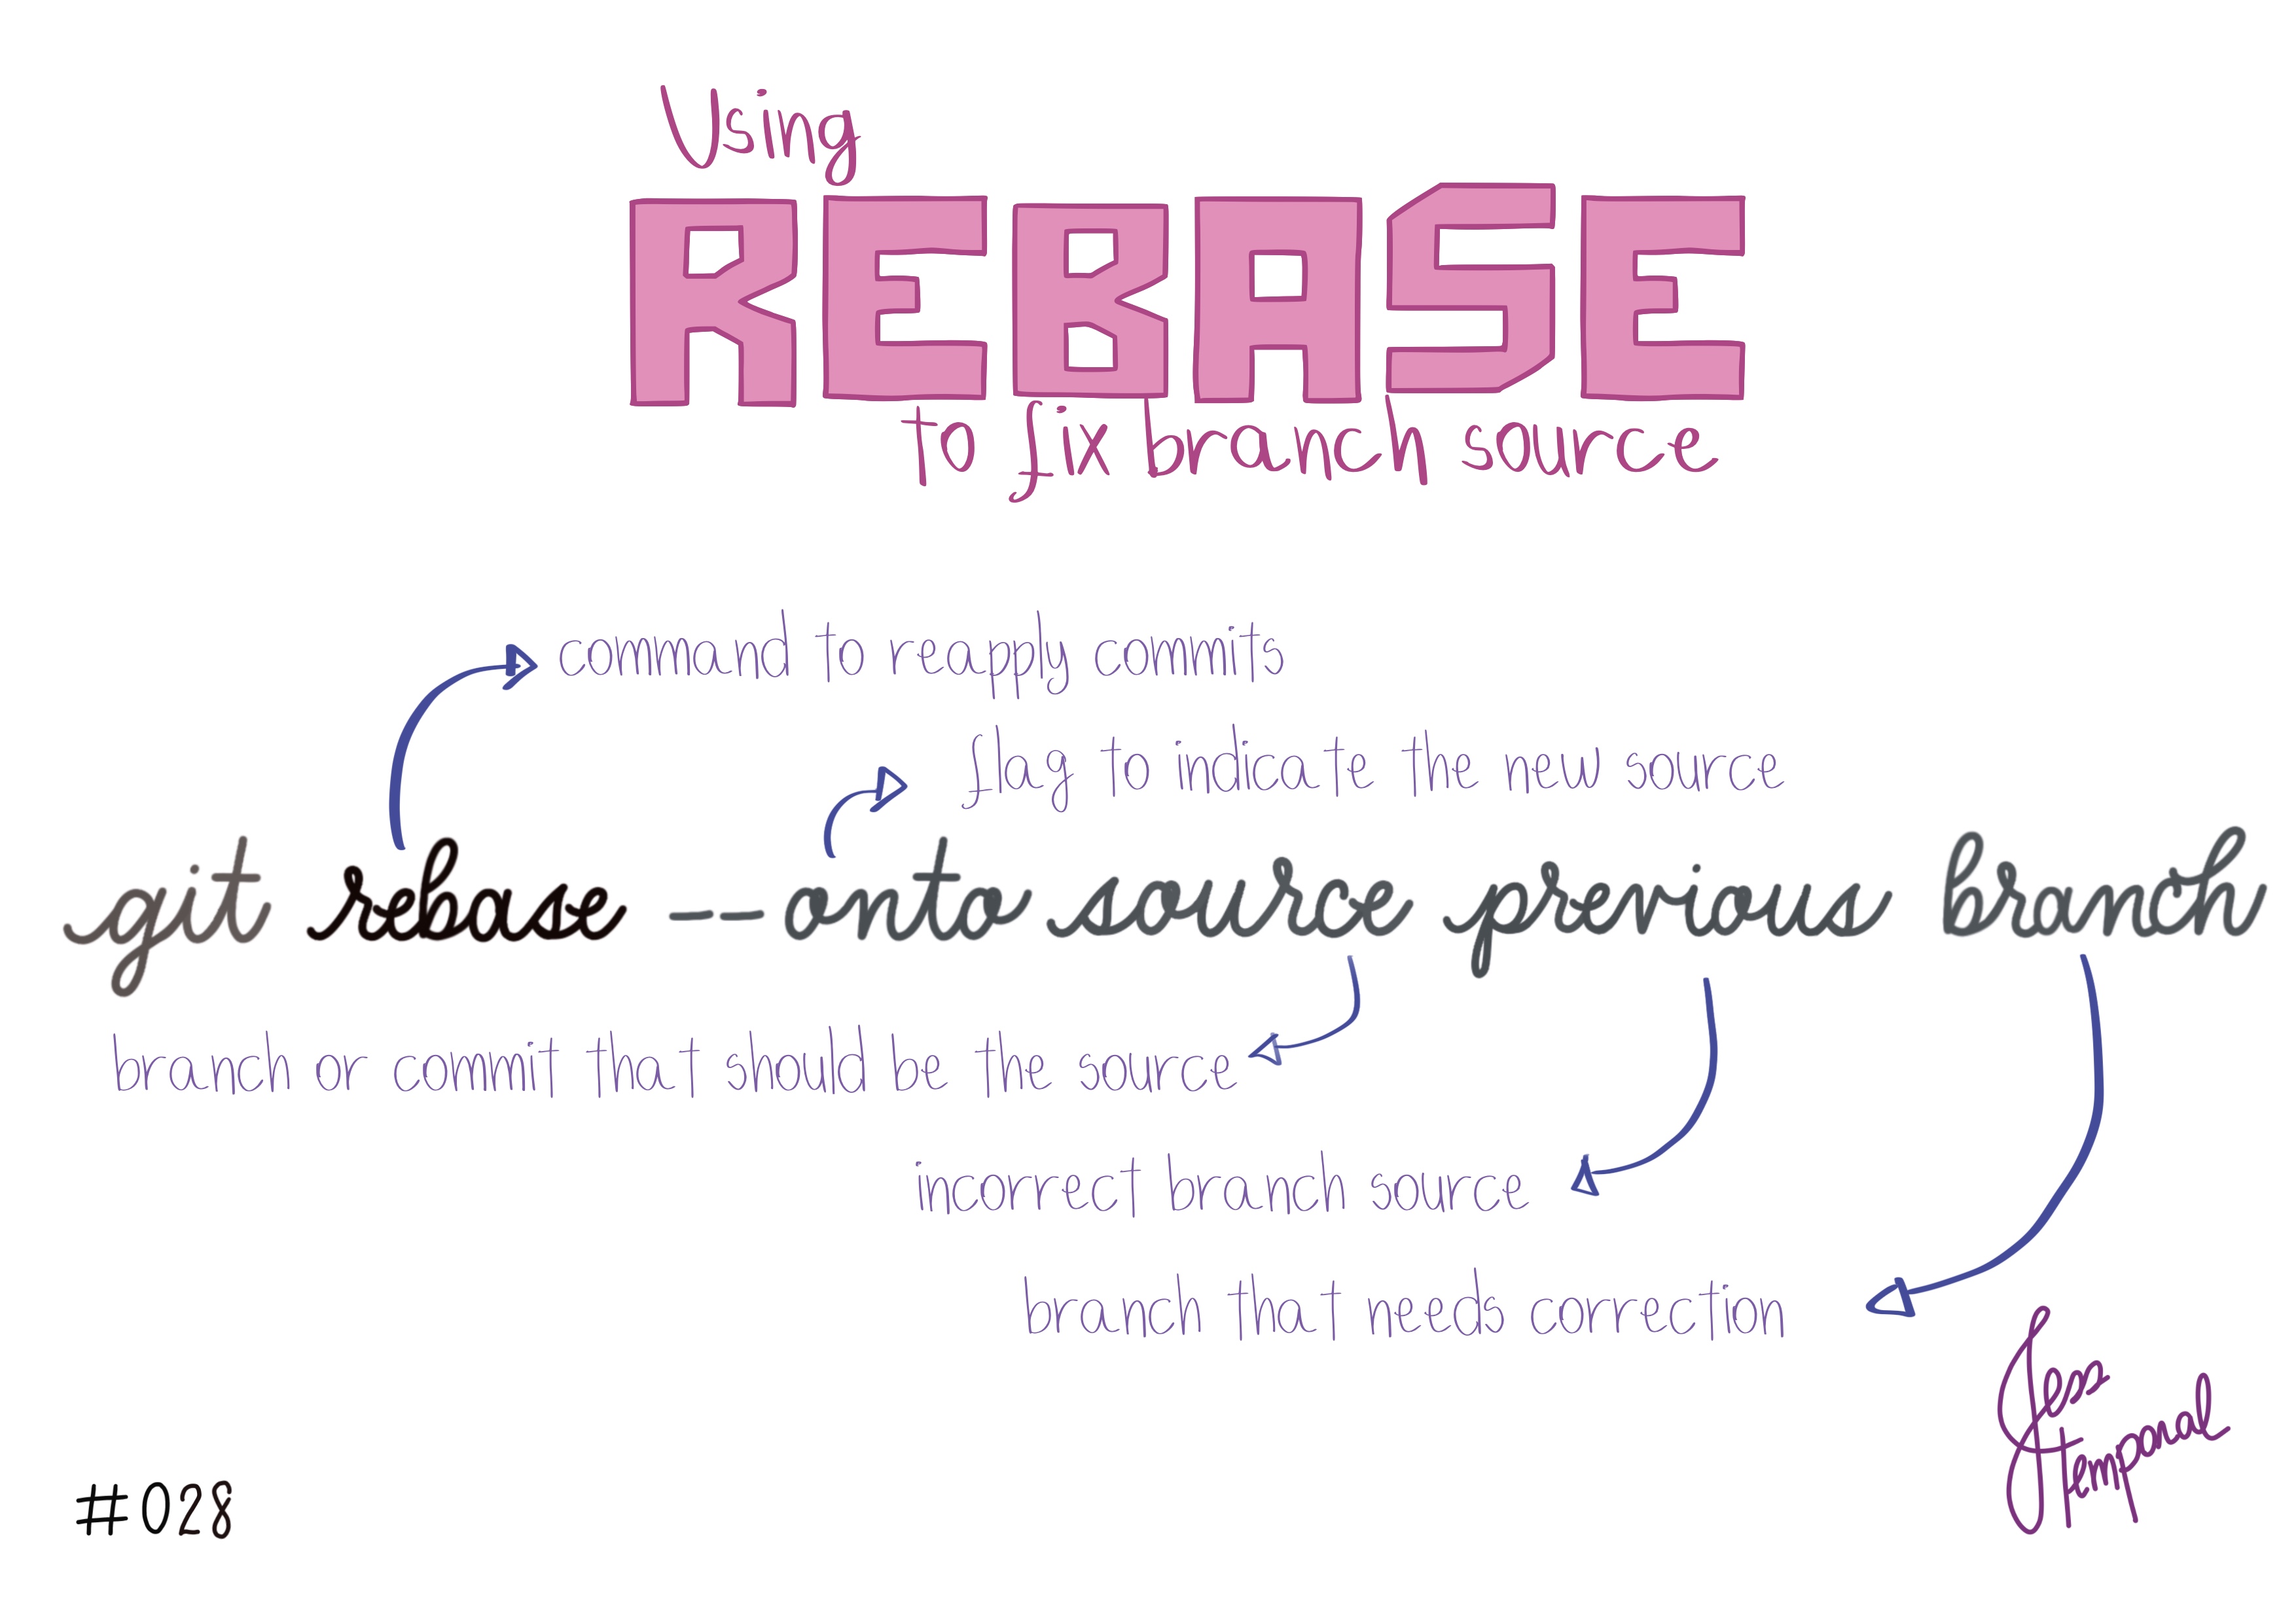 Using
REBASE
to fix branch source
command to reapply commits
flag to indicate the new source
git rebase --onto source previous branch
branch or commit that should be the source
incorrect branch source
branch that needs correction
Jess
temporal
#028